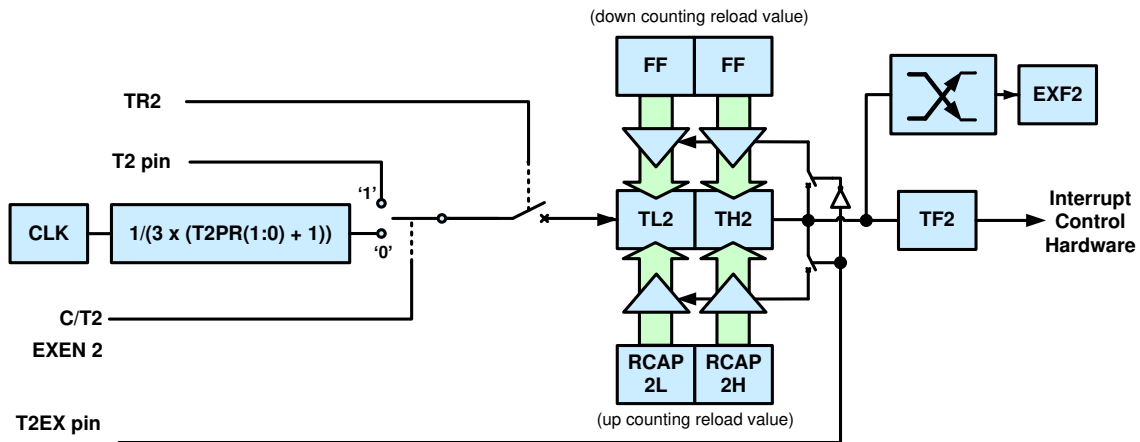 (down counting reload value)
FF FF
EXF2
TR2
T2 pin
‘1’
CLK
1/(3 x (T2PR(1:0) + 1))
‘0’
TL2 TH2
TF2
Interrupt
Control
Hardware
C/T2
EXEN 2
RCAP
2L
RCAP
2H
T2EX pin
(up counting reload value)